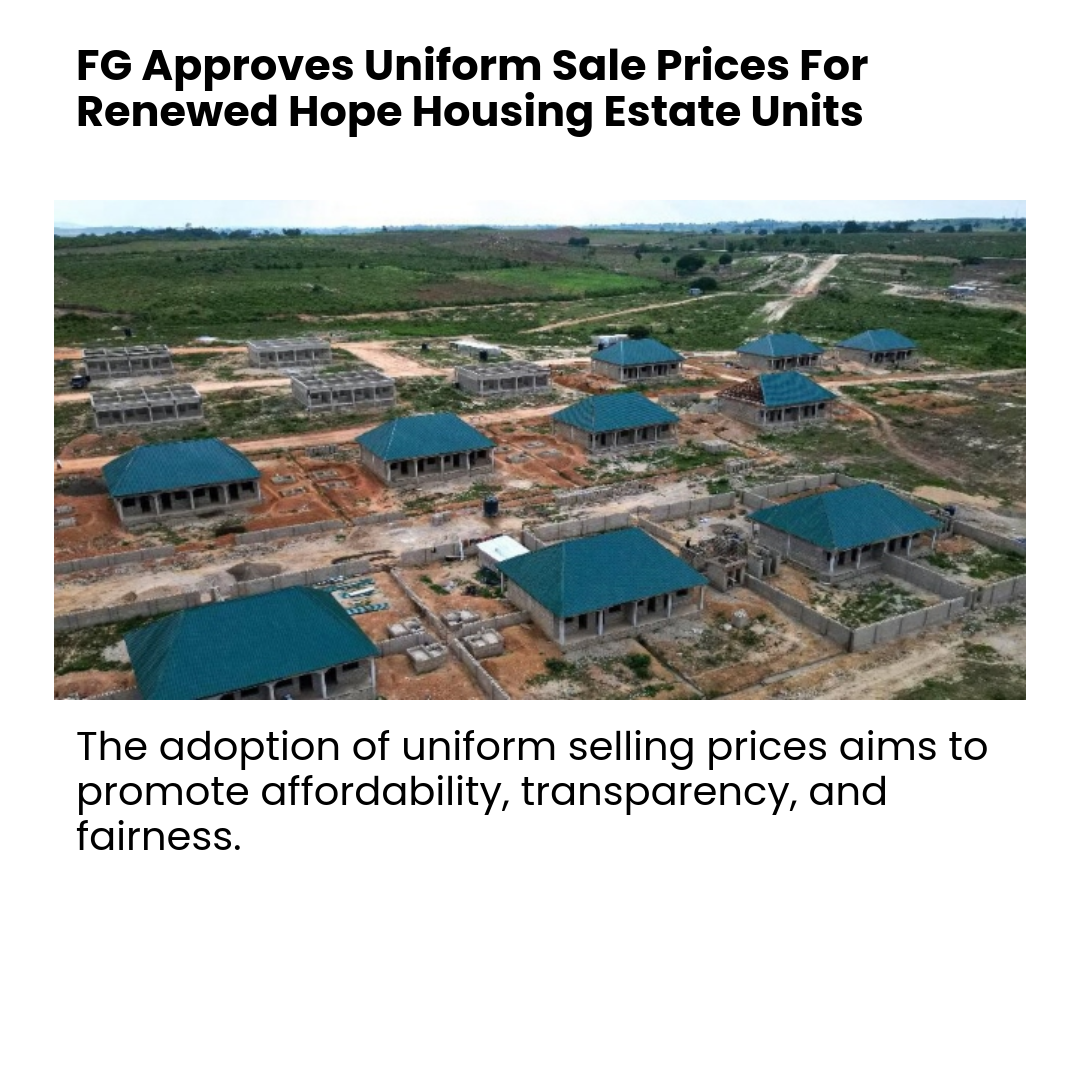 FG Approves Uniform Sale Prices For
Renewed Hope Housing Estate Units
The adoption of uniform selling prices aims to
promote affordability, transparency, and
fairness.